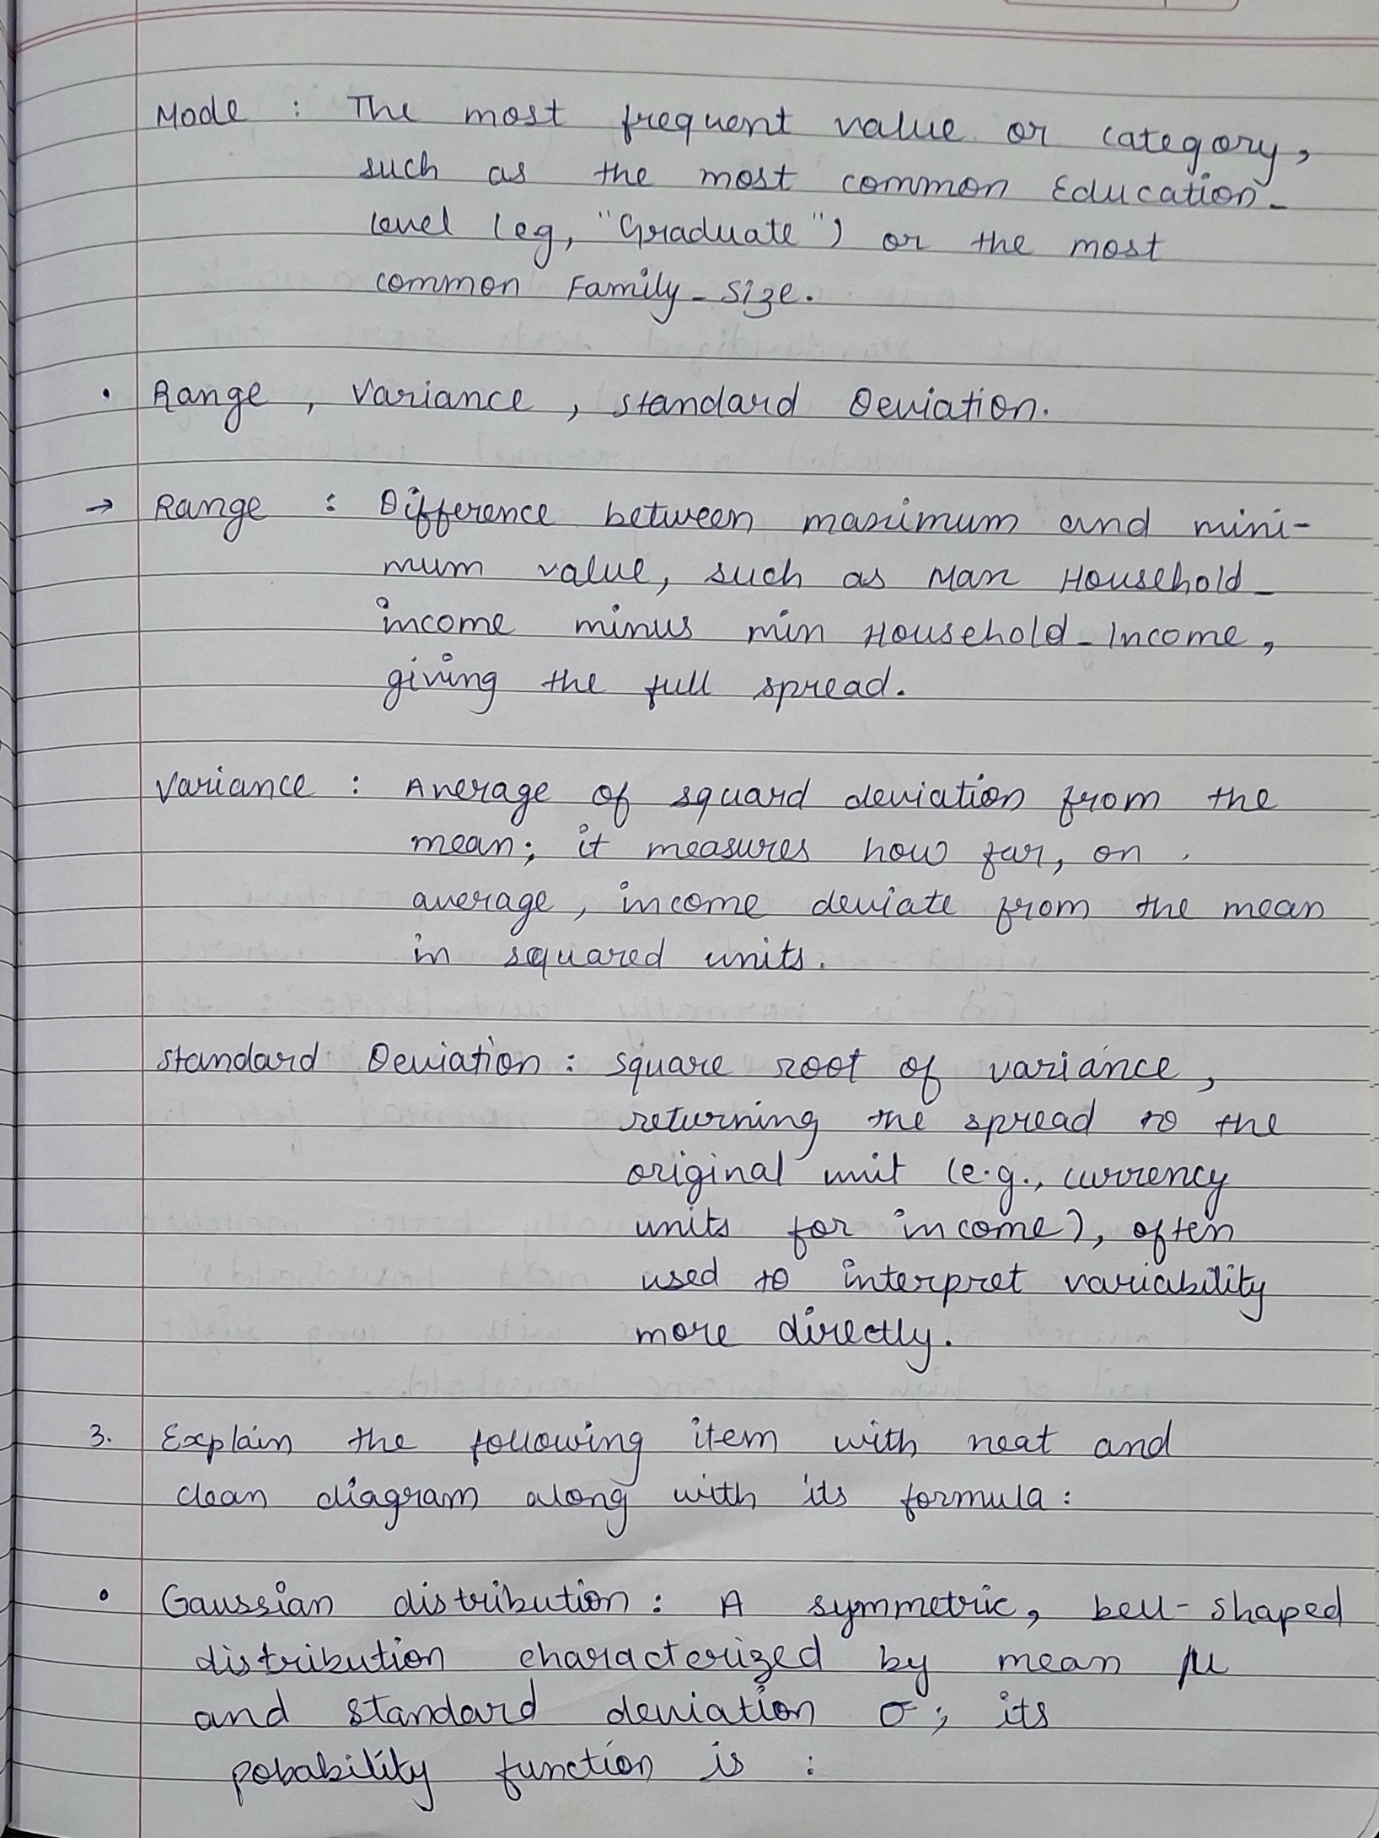 Mode : The most frequent value or category,
such as the most common Education_
level (eg, "Graduate") or the most
common Family_Size.
• Range, Variance, Standard Deviation.
→ Range : Difference between maximum and mini-
mum value, such as Max Household_
income minus min Household_Income,
giving the full spread.
Variance : Average of squard deviation from the
mean; it measures how far, on
average, income deviate from the mean
in squared units.
Standard Deviation : square root of variance,
returning the spread to the
original unit (e.g., currency
units for income), often
used to interpret variability
more directly.
3. Explain the following item with neat and
clean diagram along with its formula :
• Gaussian distribution : A symmetric, bell-shaped
distribution characterized by mean μ
and standard deviation σ; its
pobability function is :